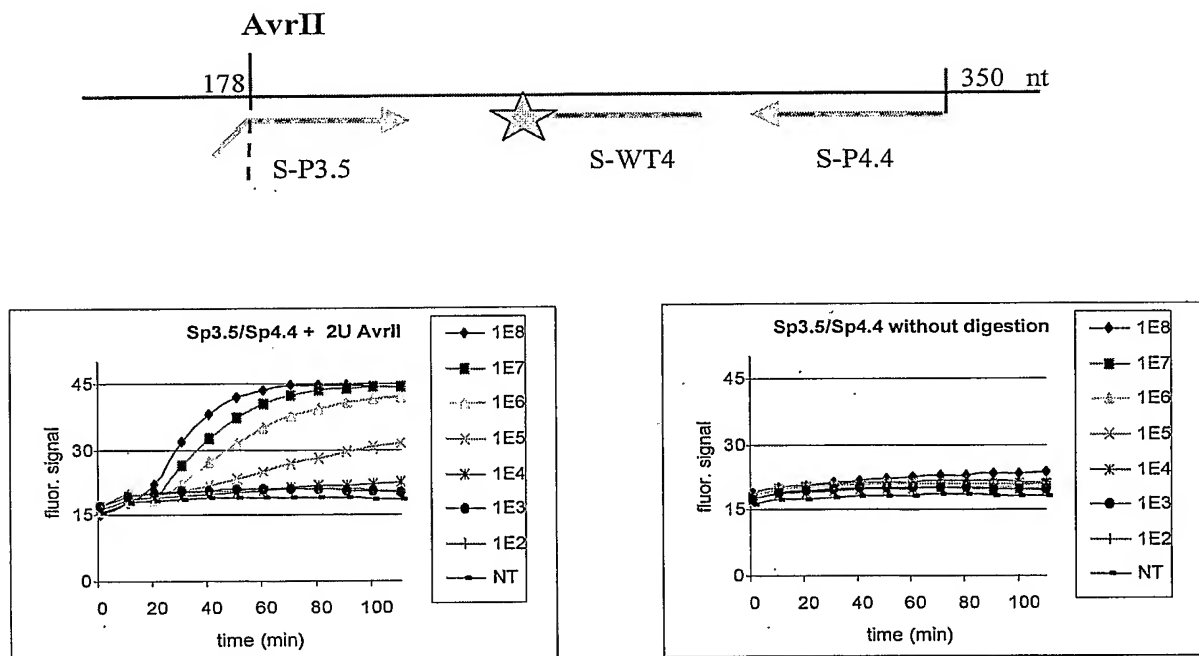 AvrII
178
350 nt
S-P3.5
S-WT4
S-P4.4
Sp3.5/Sp4.4 + 2U AvrII
fluor. signal
45
30
15
0
0 20 40 60 80 100
time (min)
1E8
1E7
1E6
1E5
1E4
1E3
1E2
NT
Sp3.5/Sp4.4 without digestion
fluor. signal
45
30
15
0
0 20 40 60 80 100
time (min)
1E8
1E7
1E6
1E5
1E4
1E3
1E2
NT